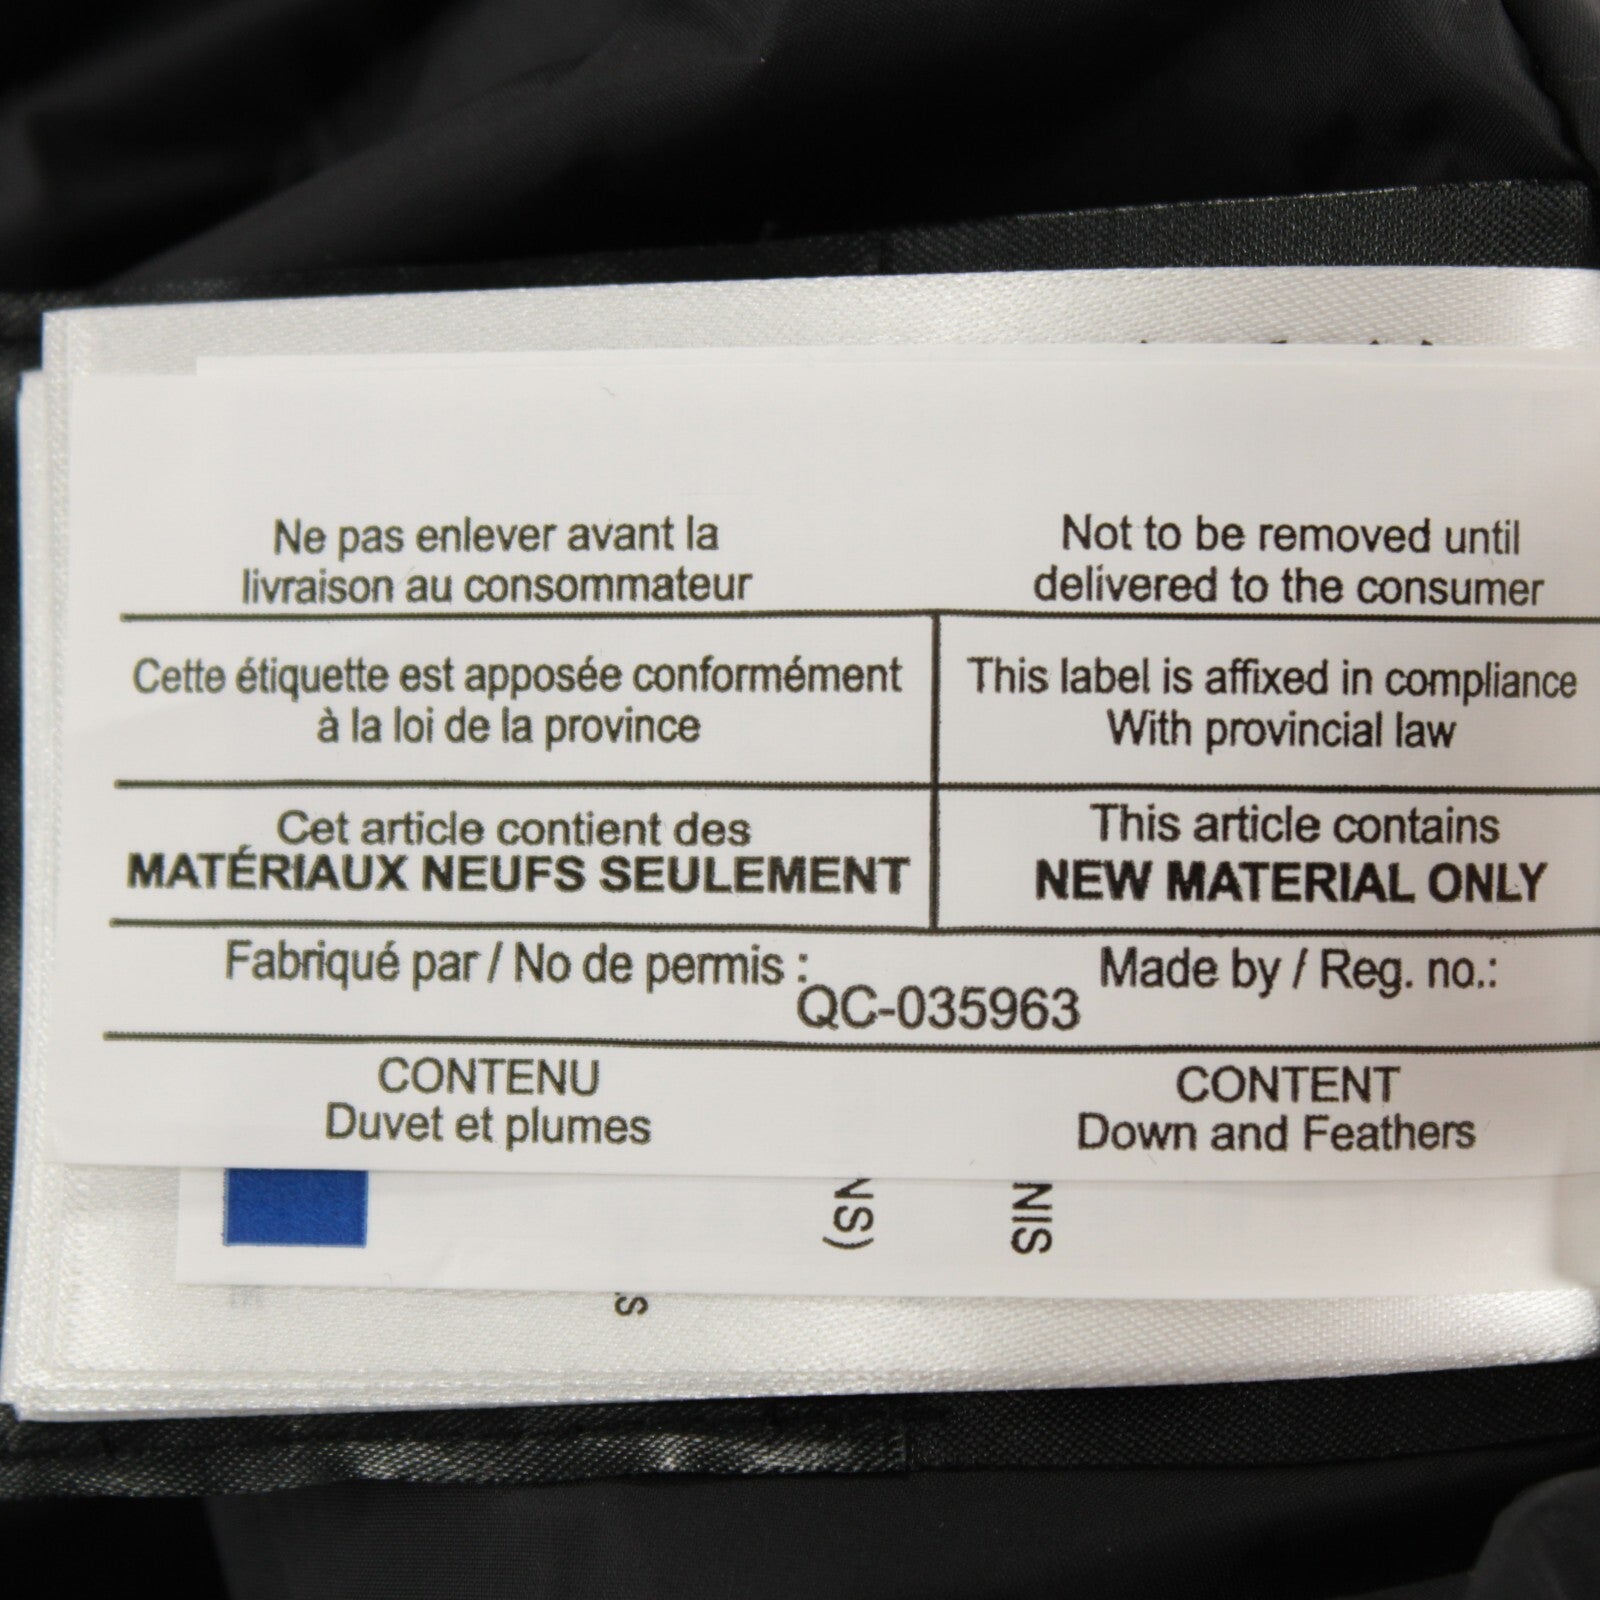 Ne pas enlever avant la
livraison au consommateur
Not to be removed until
delivered to the consumer
Cette étiquette est apposée conformément
à la loi de la province
This label is affixed in compliance
With provincial law
Cet article contient des
MATÉRIAUX NEUFS SEULEMENT
This article contains
NEW MATERIAL ONLY
Fabriqué par / No de permis :
Made by / Reg. no.:
QC-035963
CONTENU
Duvet et plumes
CONTENT
Down and Feathers